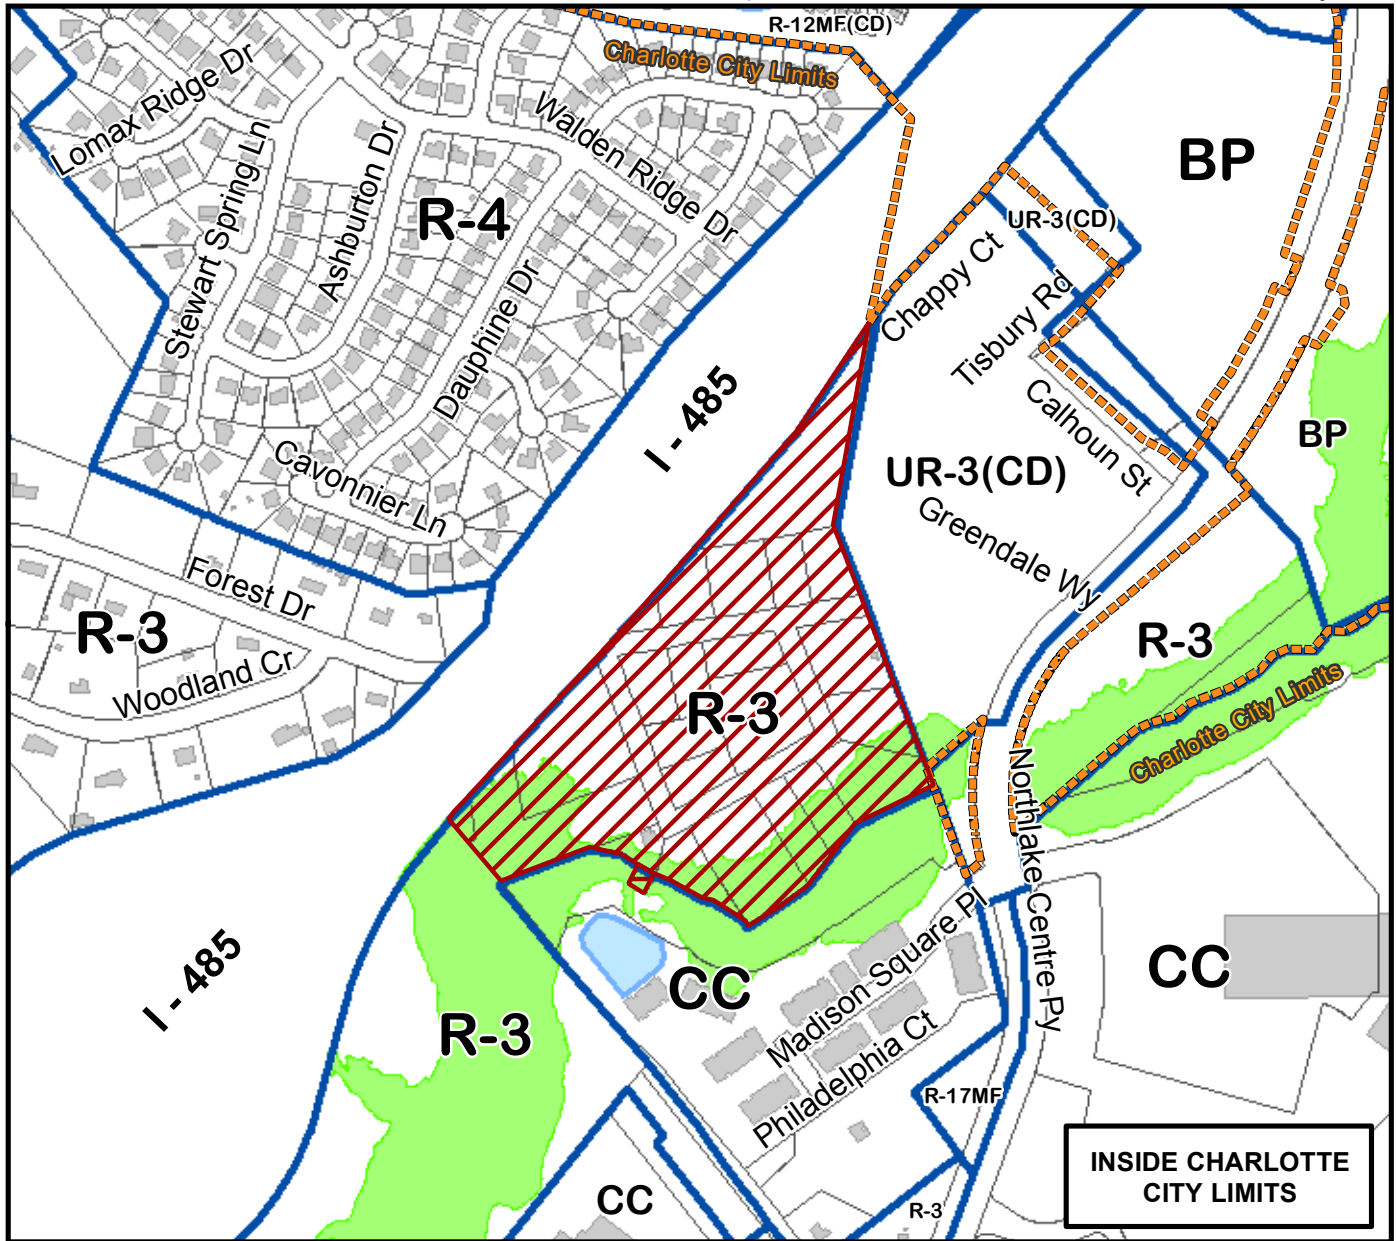 R-12MF(CD)
Charlotte City Limits
Lomax Ridge Dr
Walden Ridge Dr
BP
Stewart Spring Ln
Ashburton Dr
R-4
UR-3(CD)
Chappy Ct
Tisbury Rd
Dauphine Dr
I - 485
Calhoun St
BP
Cavonnier Ln
UR-3(CD)
Greendale Wy
Forest Dr
R-3
R-3
Woodland Cr
R-3
Charlotte City Limits
Northlake Centre Py
I - 485
CC
CC
R-3
Madison Square Pl
Philadelphia Ct
R-17MF
CC
R-3
INSIDE CHARLOTTE
CITY LIMITS